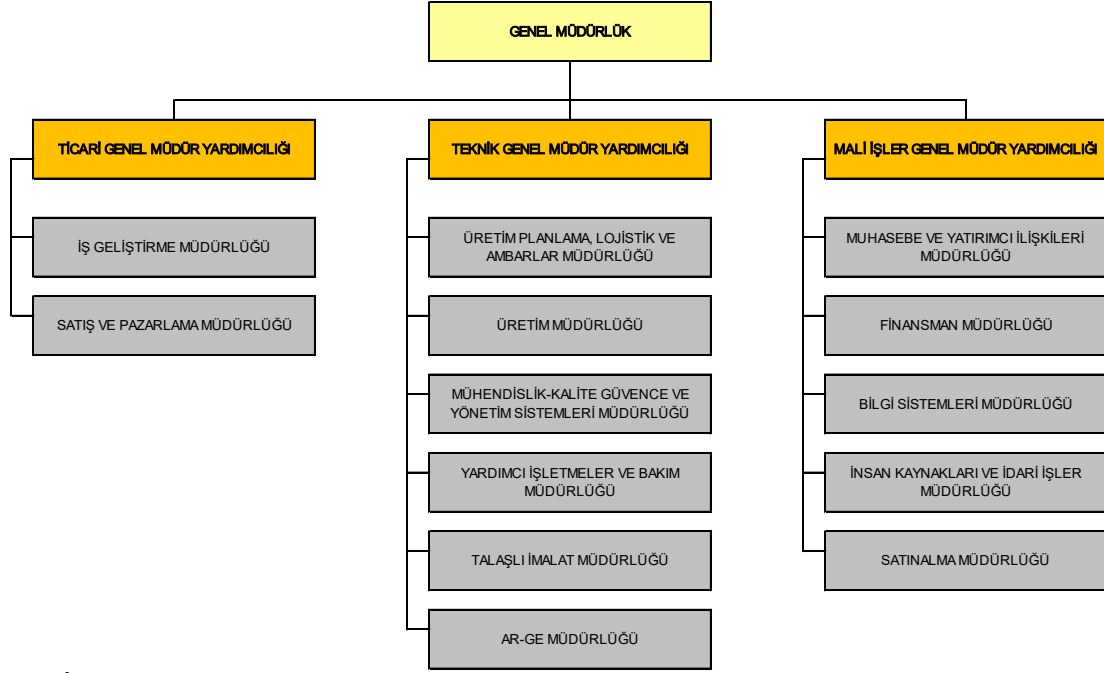 GENEL MÜDÜRLÜK
TİCARİ GENEL MÜDÜR YARDIMCILIĞI
İŞ GELİŞTİRME MÜDÜRLÜĞÜ
SATIŞ VE PAZARLAMA MÜDÜRLÜĞÜ
TEKNİK GENEL MÜDÜR YARDIMCILIĞI
ÜRETİM PLANLAMA, LOJİSTİK VE
AMBARLAR MÜDÜRLÜĞÜ
ÜRETİM MÜDÜRLÜĞÜ
MÜHENDİSLİK-KALİTE GÜVENCE VE
YÖNETİM SİSTEMLERİ MÜDÜRLÜĞÜ
YARDIMCI İŞLETMELER VE BAKIM
MÜDÜRLÜĞÜ
TALAŞLI İMALAT MÜDÜRLÜĞÜ
AR-GE MÜDÜRLÜĞÜ
MALİ İŞLER GENEL MÜDÜR YARDIMCILIĞI
MUHASEBE VE YATIRIMCI İLİŞKİLERİ
MÜDÜRLÜĞÜ
FİNANSMAN MÜDÜRLÜĞÜ
BİLGİ SİSTEMLERİ MÜDÜRLÜĞÜ
İNSAN KAYNAKLARI VE İDARİ İŞLER
MÜDÜRLÜĞÜ
SATINALMA MÜDÜRLÜĞÜ